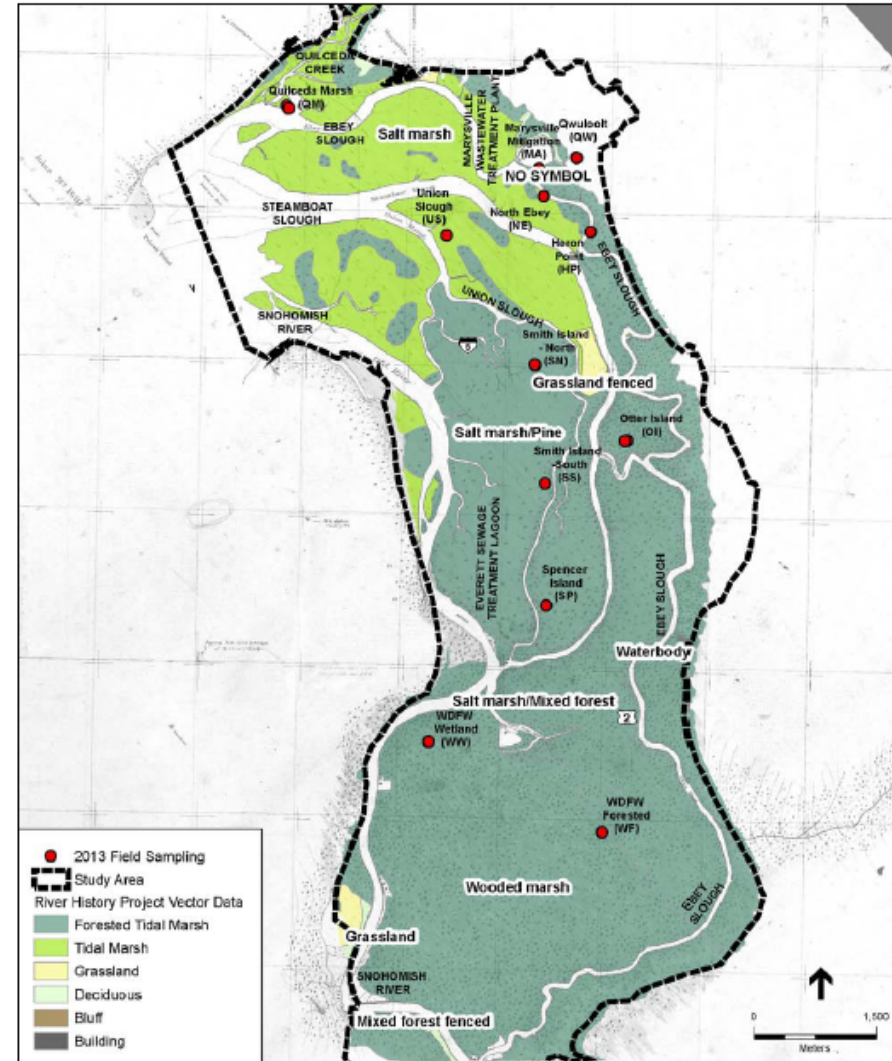 QUILCEDA
CREEK
Quilceda Marsh
(QM)
EBEY
SLOUGH
Salt marsh
MARYSVILLE
WASTEWATER
TREATMENT PLANT
Marysville
Mitigation
(MA)
Qwuloolt
(QW)
NO SYMBOL
STEAMBOAT
SLOUGH
Union
Slough
(US)
North Ebey
(NE)
Heron
Point
(HP)
EBEY SLOUGH
UNION SLOUGH
SNOHOMISH
RIVER
5
Smith Island
- North
(SN)
Grassland fenced
Otter Island
(OI)
Salt marsh/Pine
Smith Island
-South
(SS)
EVERETT SEWAGE
TREATMENT LAGOON
Spencer
Island
(SP)
EBEY SLOUGH
Waterbody
Salt marsh/Mixed forest
2
WDFW
Wetland
(WW)
WDFW
Forested
(WF)
Wooded marsh
EBEY
SLOUGH
Grassland
SNOHOMISH
RIVER
Mixed forest fenced
2013 Field Sampling
Study Area
River History Project Vector Data
Forested Tidal Marsh
Tidal Marsh
Grassland
Deciduous
Bluff
Building
0 1,500
Meters